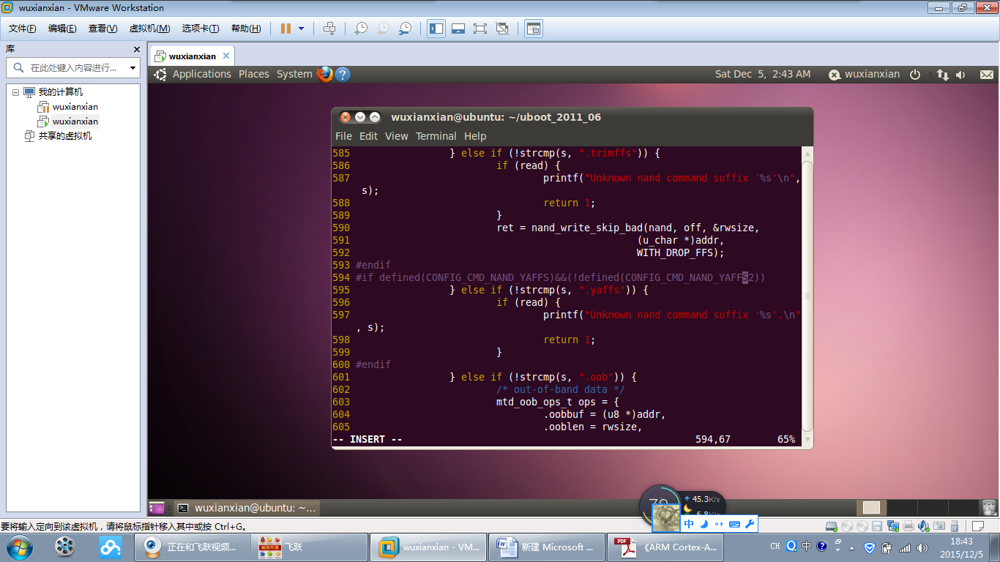 wuxianxian - VMware Workstation
文件(F) 编辑(E) 查看(V) 虚拟机(M) 选项卡(T) 帮助(H)
库
在此处键入内容进行...
我的计算机
wuxianxian
wuxianxian
共享的虚拟机
wuxianxian
Applications Places System Sat Dec 5, 2:43 AM wuxianxian
wuxianxian@ubuntu: ~/uboot_2011_06
File Edit View Terminal Help
585 } else if (!strcmp(s, ".trimffs")) {
586 if (read) {
587 printf("Unknown nand command suffix '%s'\n",
s);
588 return 1;
589 }
590 ret = nand_write_skip_bad(nand, off, &rwsize,
591 (u_char *)addr,
592 WITH_DROP_FFS);
593 #endif
594 #if defined(CONFIG_CMD_NAND_YAFFS)&&(!defined(CONFIG_CMD_NAND_YAFFS2))
595 } else if (!strcmp(s, ".yaffs")) {
596 if (read) {
597 printf("Unknown nand command suffix '%s'.\n"
, s);
598 return 1;
599 }
600 #endif
601 } else if (!strcmp(s, ".oob")) {
602 /* out-of-band data */
603 mtd_oob_ops_t ops = {
604 .oobbuf = (u8 *)addr,
605 .ooblen = rwsize,
-- INSERT -- 594,67 65%
45.3K/s
wuxianxian@ubuntu: ~...
中
要将输入定向到该虚拟机，请将鼠标指针移入其中或按 Ctrl+G。
正在和飞跃视频... 飞跃 wuxianxian - VM... 新建 Microsoft ... 《ARM Cortex-A...
CH 中 18:43
2015/12/5